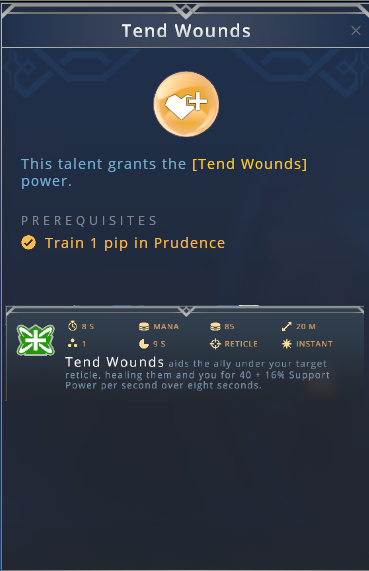 Tend Wounds
This talent grants the [Tend Wounds]
power.
PREREQUISITES
Train 1 pip in Prudence
8 S MANA 85 20 M
1 9 S RETICLE INSTANT
Tend Wounds aids the ally under your target
reticle, healing them and you for 40 + 16% Support
Power per second over eight seconds.